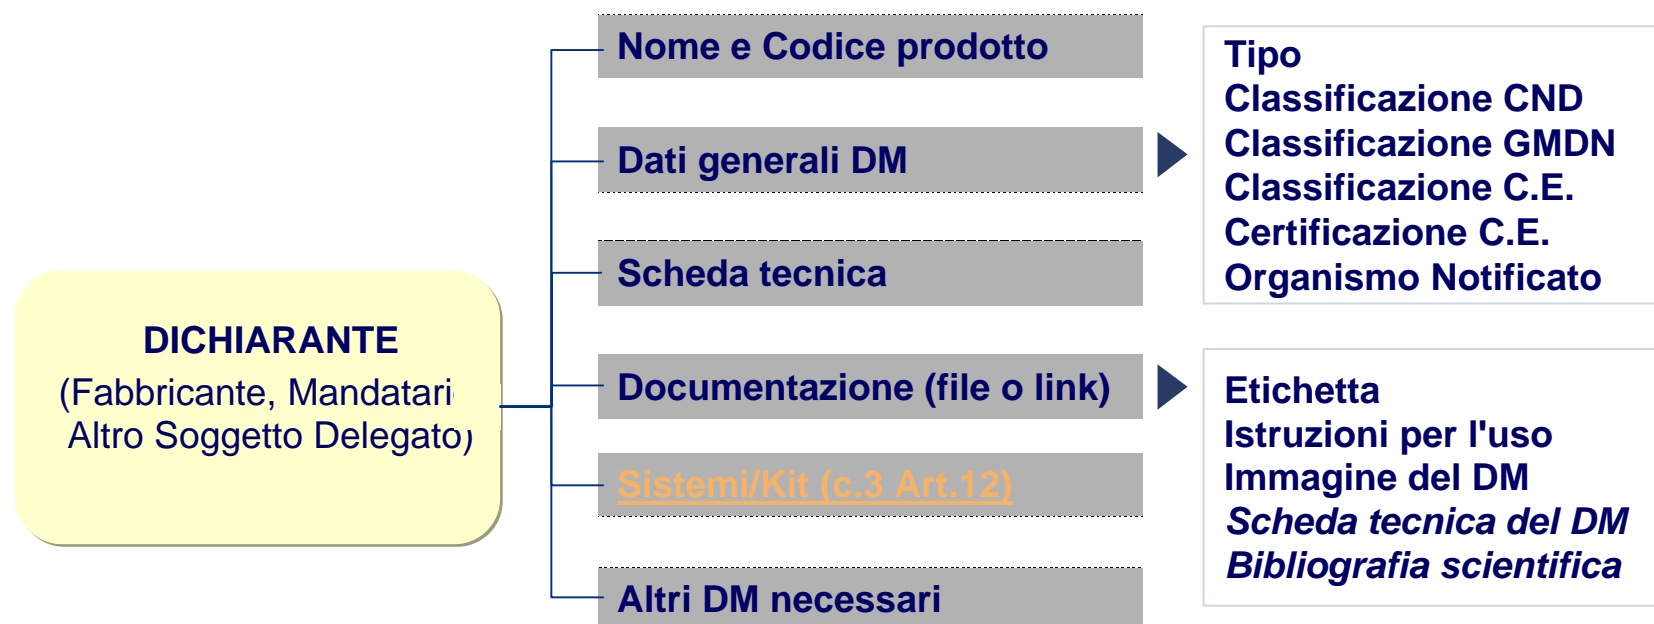 DICHIARANTE
(Fabbricante, Mandatari
Altro Soggetto Delegato)
Nome e Codice prodotto
Dati generali DM
Scheda tecnica
Documentazione (file o link)
Sistemi/Kit (c.3 Art.12)
Altri DM necessari
Tipo
Classificazione CND
Classificazione GMDN
Classificazione C.E.
Certificazione C.E.
Organismo Notificato
Etichetta
Istruzioni per l'uso
Immagine del DM
Scheda tecnica del DM
Bibliografia scientifica